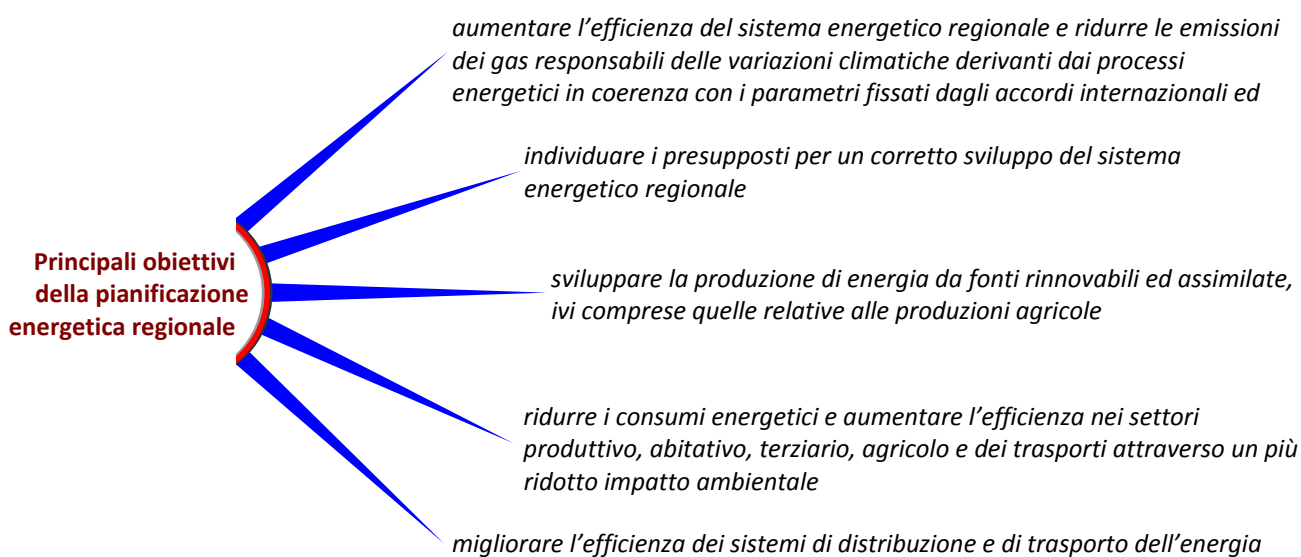 aumentare l’efficienza del sistema energetico regionale e ridurre le emissioni
dei gas responsabili delle variazioni climatiche derivanti dai processi
energetici in coerenza con i parametri fissati dagli accordi internazionali ed
individuare i presupposti per un corretto sviluppo del sistema
energetico regionale
Principali obiettivi
della pianificazione
energetica regionale
sviluppare la produzione di energia da fonti rinnovabili ed assimilate,
ivi comprese quelle relative alle produzioni agricole
ridurre i consumi energetici e aumentare l’efficienza nei settori
produttivo, abitativo, terziario, agricolo e dei trasporti attraverso un più
ridotto impatto ambientale
migliorare l’efficienza dei sistemi di distribuzione e di trasporto dell’energia